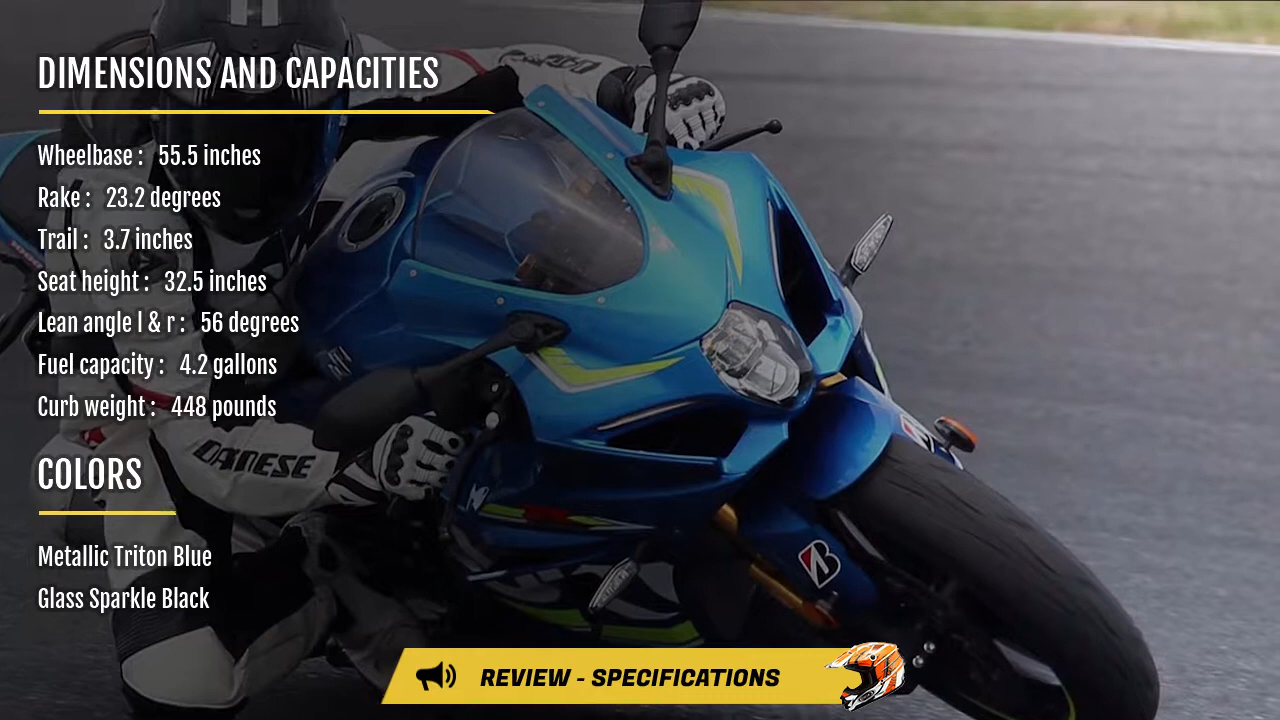 DIMENSIONS AND CAPACITIES
Wheelbase : 55.5 inches
Rake : 23.2 degrees
Trail : 3.7 inches
Seat height : 32.5 inches
Lean angle l & r : 56 degrees
Fuel capacity : 4.2 gallons
Curb weight : 448 pounds
DAINESE
COLORS
Metallic Triton Blue
Glass Sparkle Black
REVIEW - SPECIFICATIONS